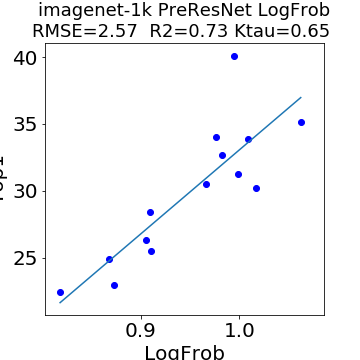 imagenet-1k PreResNet LogFrob
RMSE=2.57 R2=0.73 Ktau=0.65
40
35
30
25
0.9 1.0
LogFrob